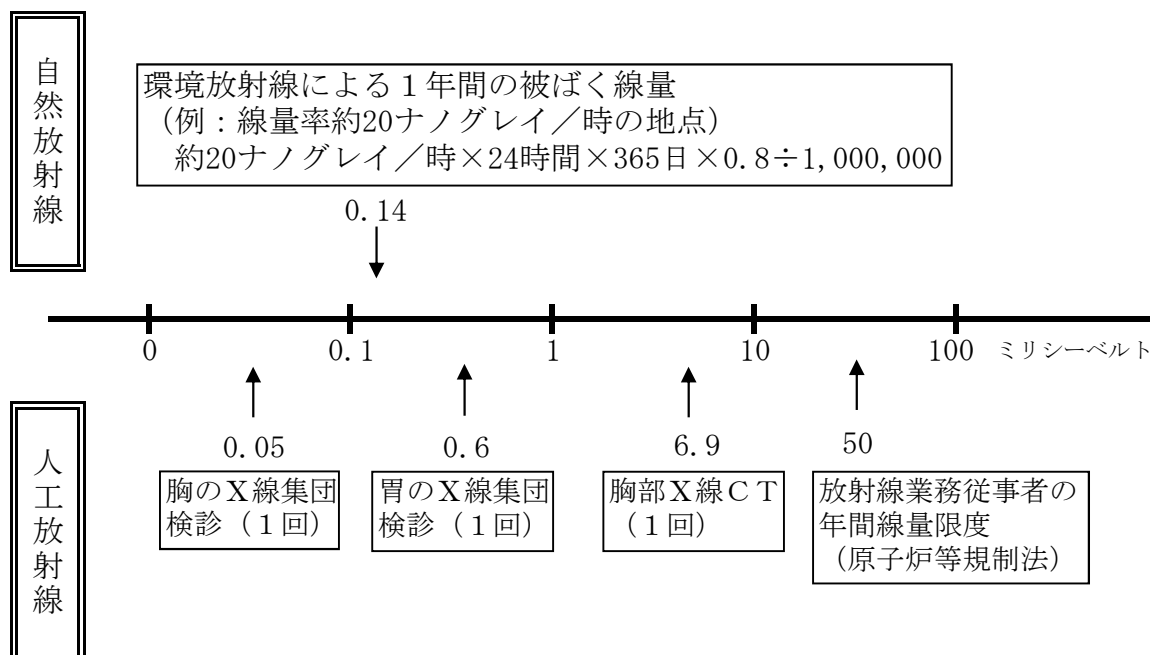 自然放射線
環境放射線による１年間の被ばく線量
（例：線量率約20ナノグレイ／時の地点）
約20ナノグレイ／時×24時間×365日×0.8÷1,000,000
0.14
0 0.1 1 10 100 ミリシーベルト
人工放射線
0.05
胸のＸ線集団
検診（１回）
0.6
胃のＸ線集団
検診（１回）
6.9
胸部Ｘ線ＣＴ
（１回）
50
放射線業務従事者の
年間線量限度
（原子炉等規制法）